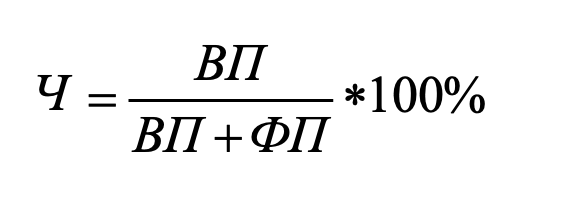 Ч = ВП / ВП + ФП *100%